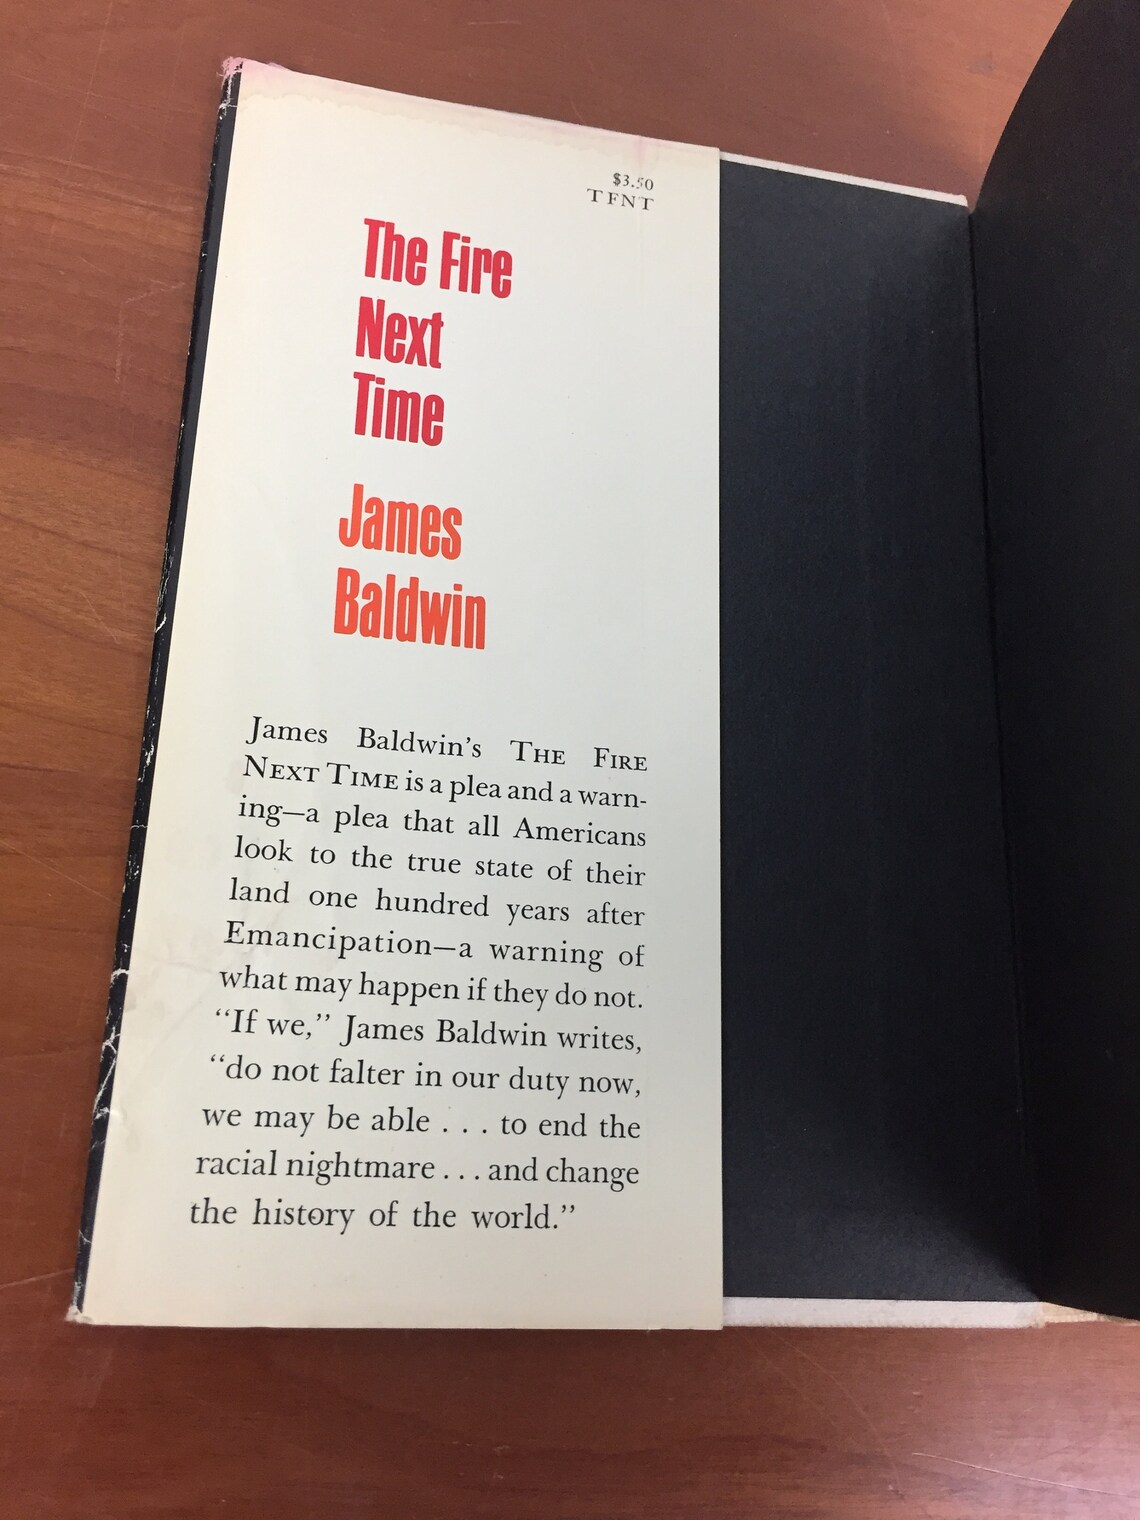 $3.50
TFNT
The Fire
Next
Time
James
Baldwin
James Baldwin's THE FIRE
NEXT TIME is a plea and a warn-
ing—a plea that all Americans
look to the true state of their
land one hundred years after
Emancipation—a warning of
what may happen if they do not.
“If we,” James Baldwin writes,
“do not falter in our duty now,
we may be able . . . to end the
racial nightmare . . . and change
the history of the world.”